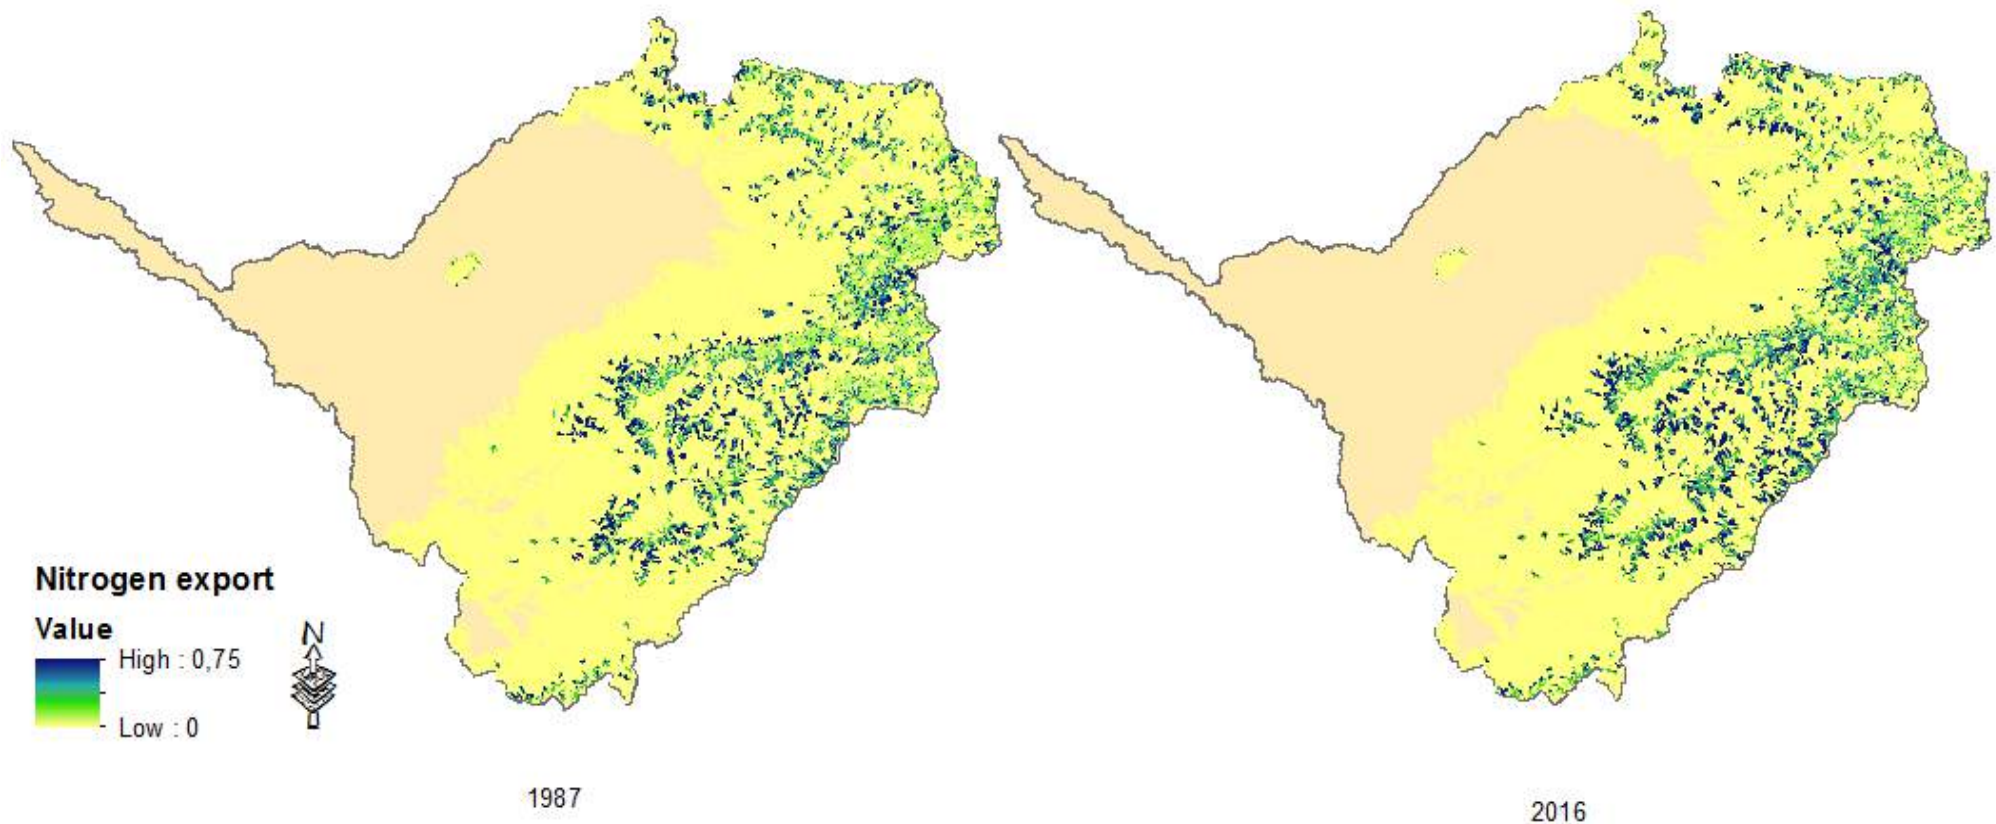 Nitrogen export
Value
High : 0,75
Low : 0
N
1987
2016